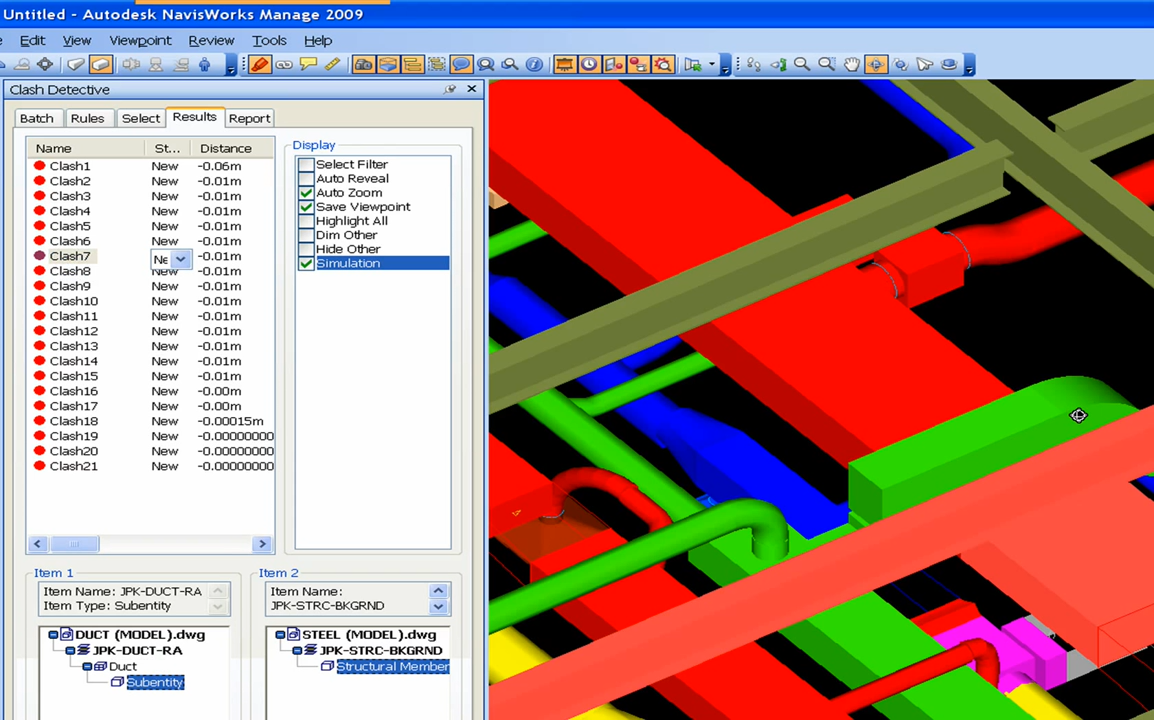 Untitled - Autodesk NavisWorks Manage 2009
Edit View Viewpoint Review Tools Help
Clash Detective
Batch Rules Select Results Report
Name St... Distance
Clash1 New -0.06m
Clash2 New -0.01m
Clash3 New -0.01m
Clash4 New -0.01m
Clash5 New -0.01m
Clash6 New -0.01m
Clash7 Ne -0.01m
Clash8 New -0.01m
Clash9 New -0.01m
Clash10 New -0.01m
Clash11 New -0.01m
Clash12 New -0.01m
Clash13 New -0.01m
Clash14 New -0.01m
Clash15 New -0.01m
Clash16 New -0.00m
Clash17 New -0.00m
Clash18 New -0.00015m
Clash19 New -0.00000000
Clash20 New -0.00000000
Clash21 New -0.00000000
Display
Select Filter
Auto Reveal
Auto Zoom
Save Viewpoint
Highlight All
Dim Other
Hide Other
Simulation
Item 1
Item Name: JPK-DUCT-RA
Item Type: Subentity
DUCT (MODEL).dwg
JPK-DUCT-RA
Duct
Subentity
Item 2
Item Name:
JPK-STRC-BKGRND
STEEL (MODEL).dwg
JPK-STRC-BKGRND
Structural Member